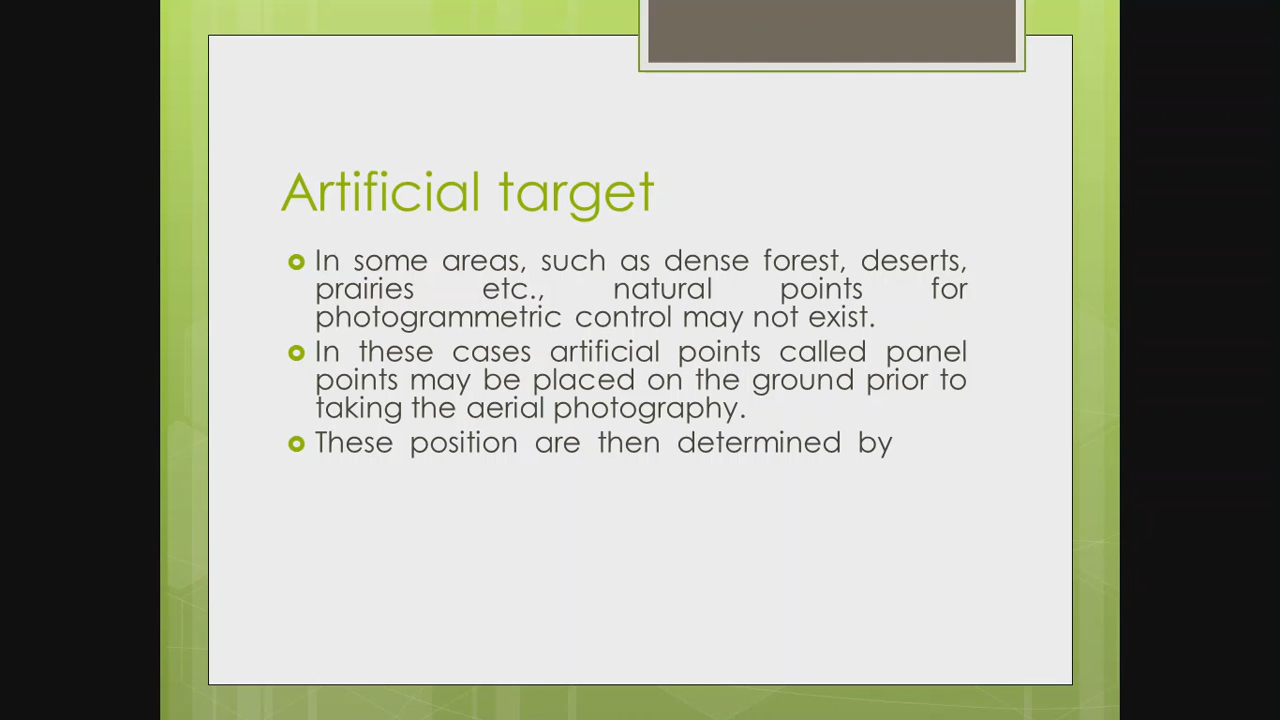 Artificial target
In some areas, such as dense forest, deserts,
prairies etc., natural points for
photogrammetric control may not exist.
In these cases artificial points called panel
points may be placed on the ground prior to
taking the aerial photography.
These position are then determined by